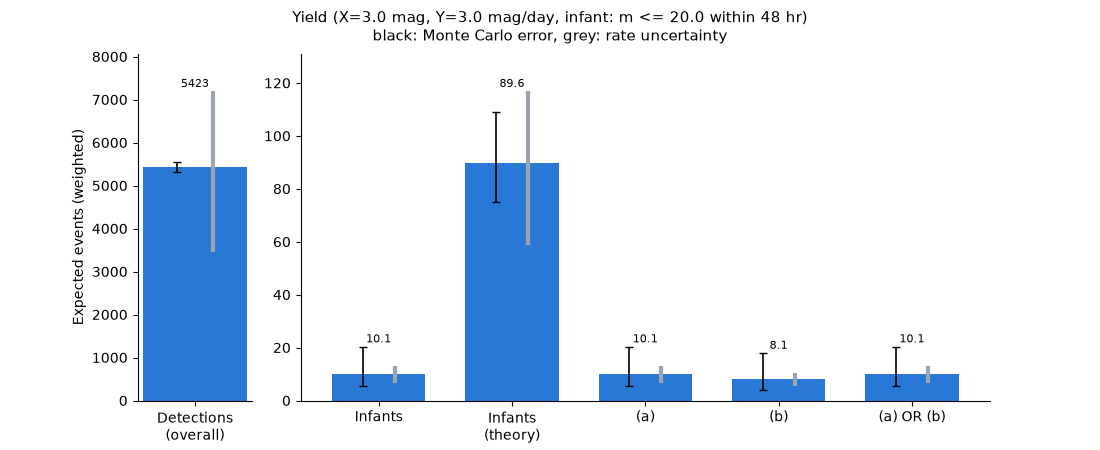 Yield (X=3.0 mag, Y=3.0 mag/day, infant: m <= 20.0 within 48 hr)
black: Monte Carlo error, grey: rate uncertainty
Expected events (weighted)
8000
7000
6000
5000
4000
3000
2000
1000
0
5423
Detections
(overall)
120
100
80
60
40
20
0
10.1
89.6
10.1
8.1
10.1
Infants
Infants
(theory)
(a)
(b)
(a) OR (b)